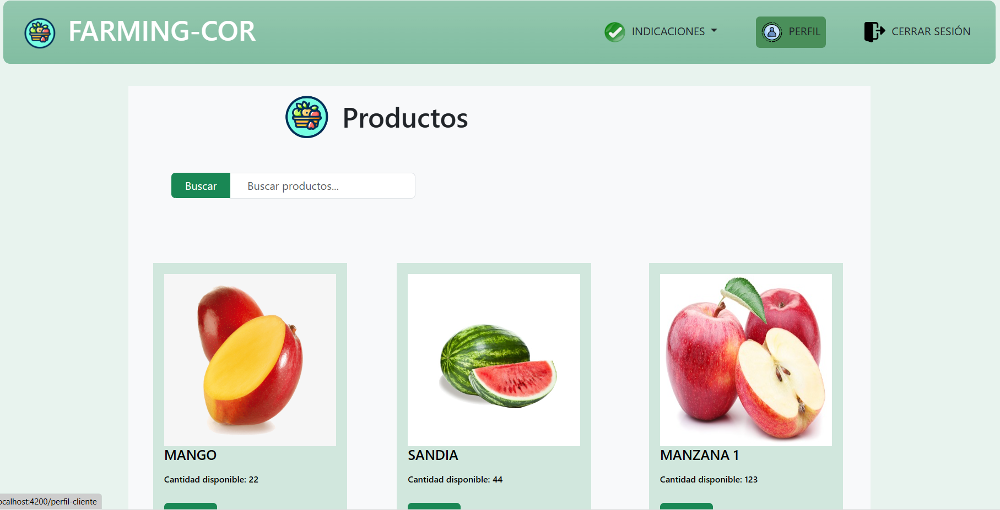 FARMING-COR
INDICACIONES
PERFIL
CERRAR SESIÓN
Productos
Buscar
Buscar productos...
MANGO
SANDIA
MANZANA 1
Cantidad disponible: 22
Cantidad disponible: 44
Cantidad disponible: 123
ocalhost:4200/perfil-cliente